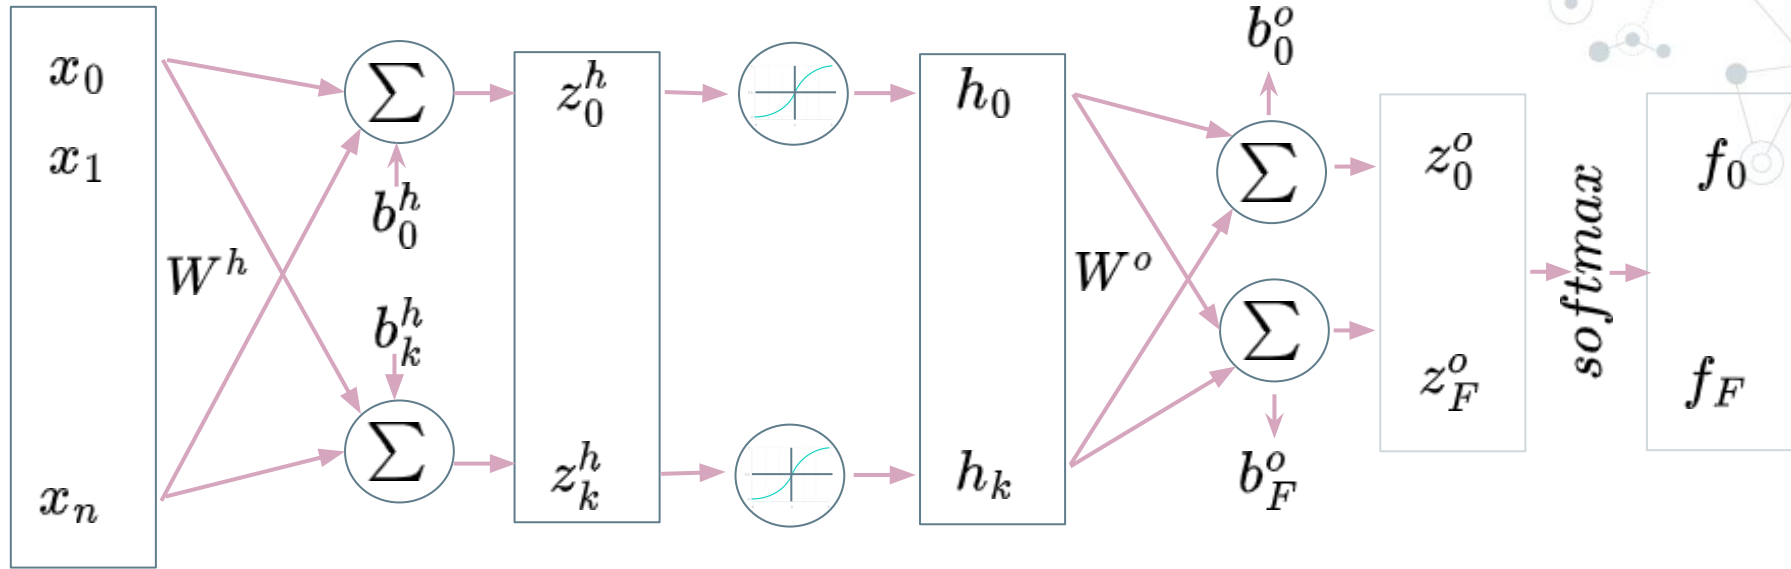 x_0
x_1
x_n
W^h
∑
b_0^h
b_k^h
∑
z_0^h
z_k^h
h_0
h_k
W^o
b_0^o
∑
∑
b_F^o
z_0^o
z_F^o
softmax
f_0
f_F